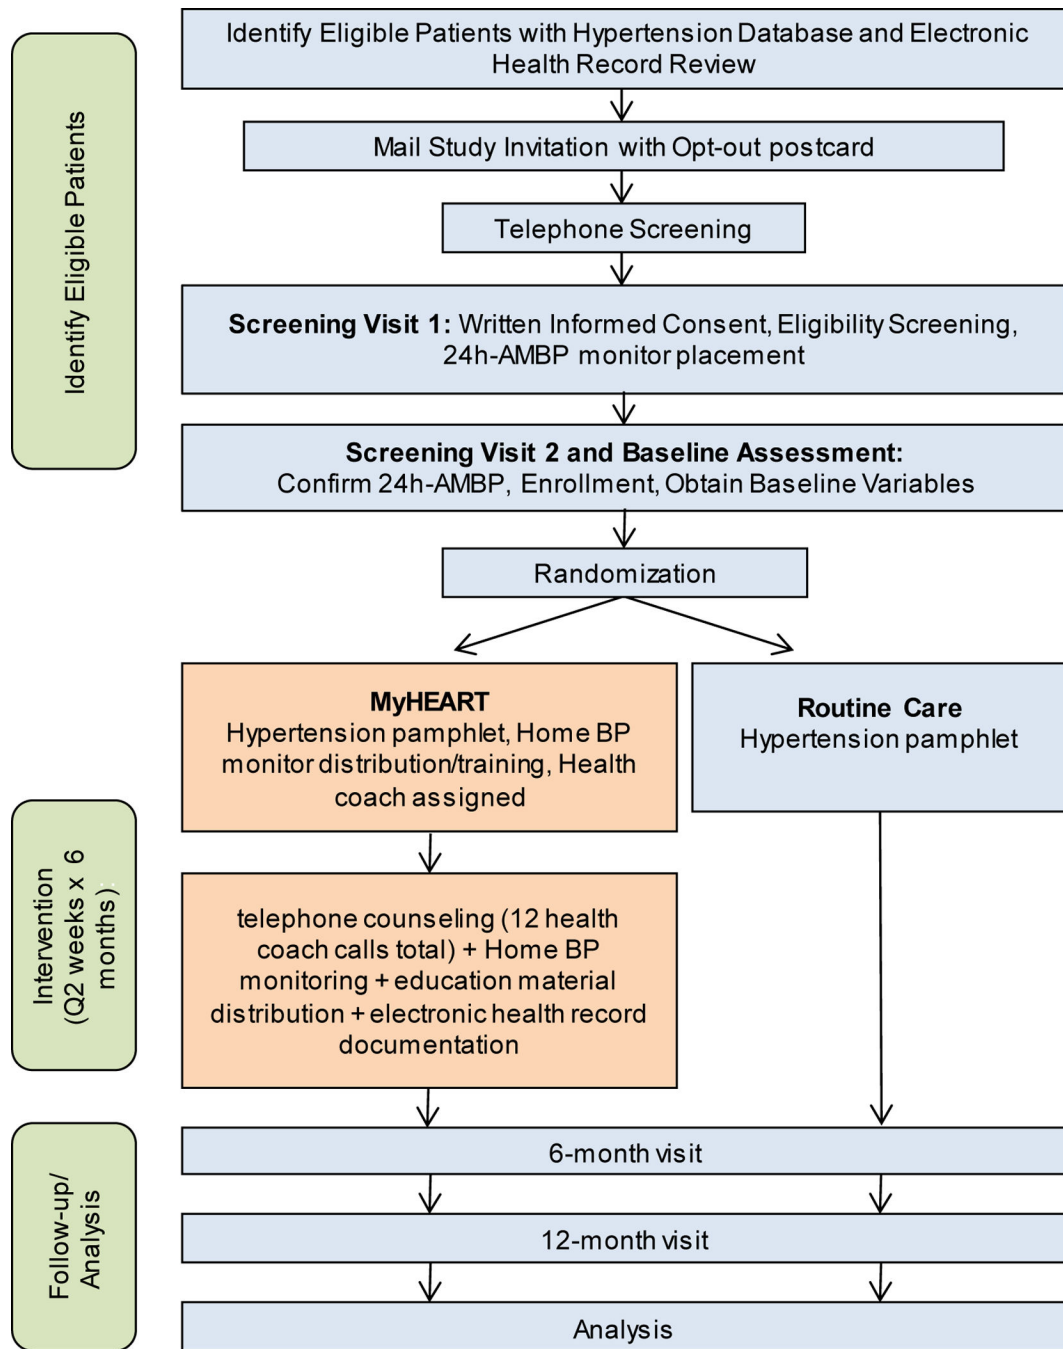 Identify Eligible Patients
Identify Eligible Patients with Hypertension Database and Electronic
Health Record Review
Mail Study Invitation with Opt-out postcard
Telephone Screening
Screening Visit 1: Written Informed Consent, Eligibility Screening,
24h-AMBP monitor placement
Screening Visit 2 and Baseline Assessment:
Confirm 24h-AMBP, Enrollment, Obtain Baseline Variables
Randomization
MyHEART
Hypertension pamphlet, Home BP
monitor distribution/training, Health
coach assigned
Routine Care
Hypertension pamphlet
Intervention
(Q2 weeks x 6
months):
telephone counseling (12 health
coach calls total) + Home BP
monitoring + education material
distribution + electronic health record
documentation
Follow-up/
Analysis
6-month visit
12-month visit
Analysis